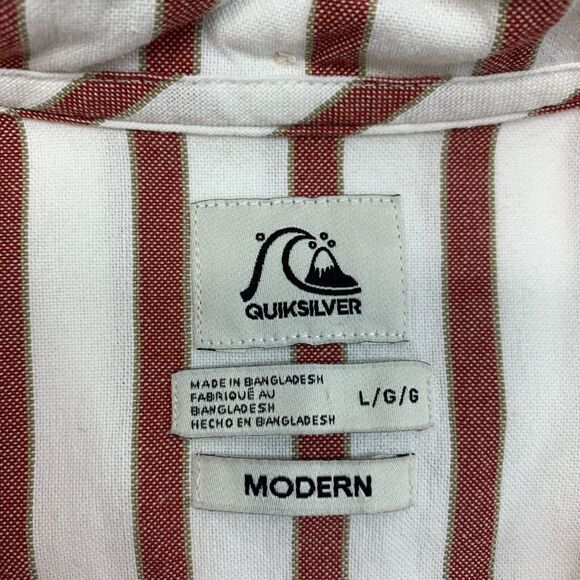 QUIKSILVER
MADE IN BANGLADESH
FABRIQUÉ AU
BANGLADESH
HECHO EN BANGLADESH
L/G/G
MODERN